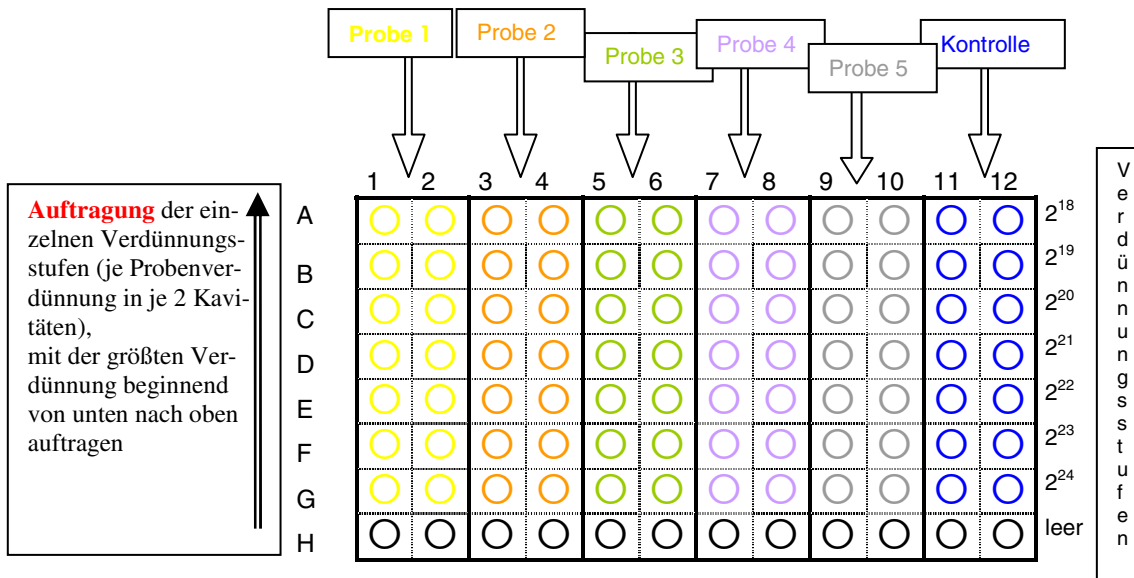 Probe 1
Probe 2
Probe 3
Probe 4
Probe 5
Kontrolle
1 2 3 4 5 6 7 8 9 10 11 12
Auftragung der ein-
zelnen Verdünnungs-
stufen (je Probenver-
dünnung in je 2 Kavi-
täten),
mit der größten Ver-
dünnung beginnend
von unten nach oben
auftragen
A 2¹⁸
B 2¹⁹
C 2²⁰
D 2²¹
E 2²²
F 2²³
G 2²⁴
H leer
V
e
r
d
ü
n
n
u
n
g
s
s
t
u
f
e
n